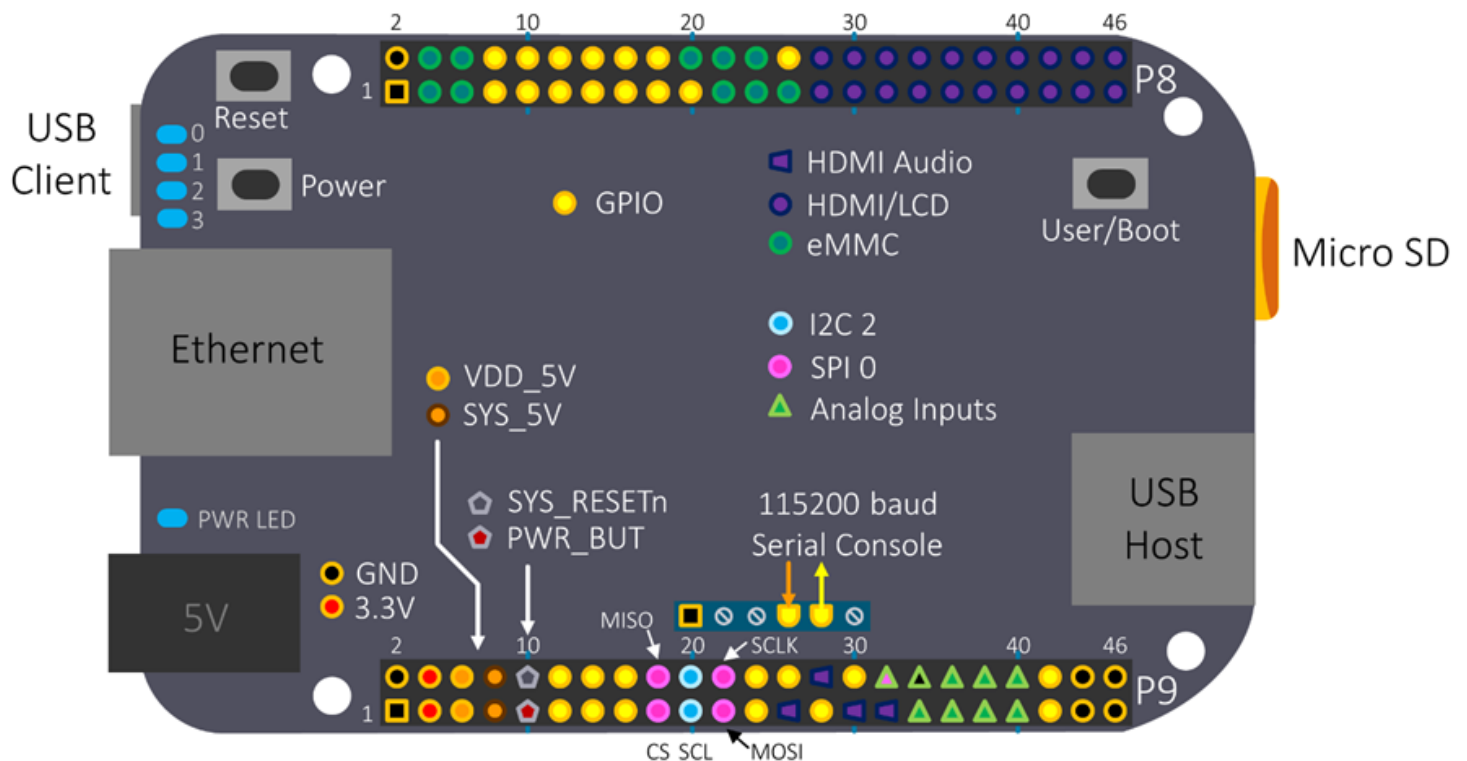 2 10 20 30 40 46
1
P8
Reset
USB
Client
0
1
2
3
Power
GPIO
HDMI Audio
HDMI/LCD
eMMC
User/Boot
Micro SD
Ethernet
I2C 2
SPI 0
Analog Inputs
VDD_5V
SYS_5V
SYS_RESETn
PWR_BUT
115200 baud
Serial Console
USB
Host
PWR LED
GND
3.3V
5V
MISO
SCLK
2 10 20 30 40 46
1
P9
CS SCL MOSI